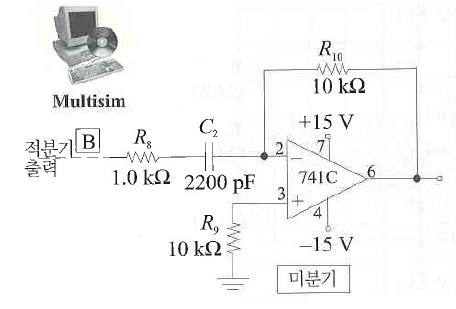 R₁₀
10 kΩ
Multisim
+15 V
적분기 B
출력
R₈
1.0 kΩ
C₂
2200 pF
2
7
741C
6
3
4
R₉
10 kΩ
−15 V
미분기